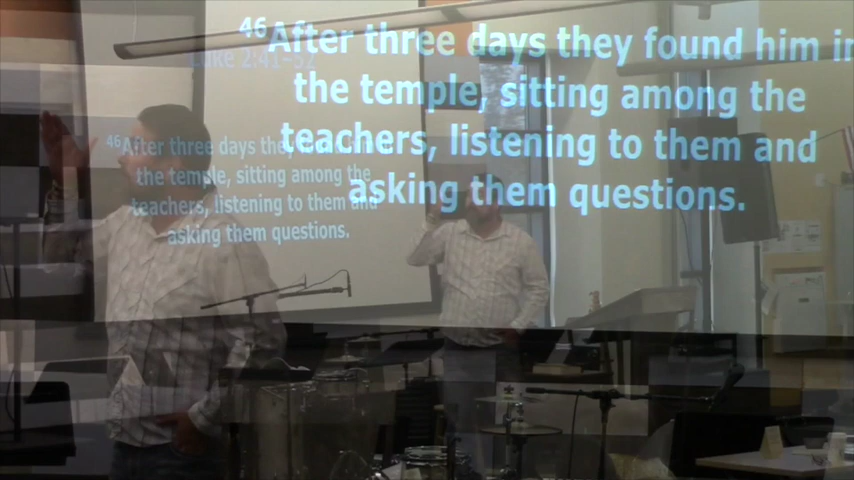 Luke 2:41-52
46After three days they found him in
the temple, sitting among the
teachers, listening to them and
asking them questions.
46After three days they
the temple, sitting among the
teachers, listening to them and
asking them questions.